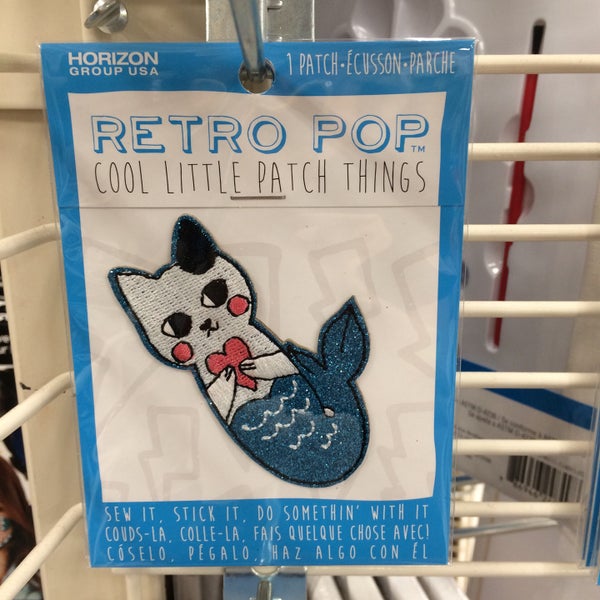 HORIZON
GROUP USA
1 PATCH•ÉCUSSON•PARCHE
RETRO POP™
COOL LITTLE PATCH THINGS
SEW IT, STICK IT, DO SOMETHIN' WITH IT
COUDS-LA, COLLE-LA, FAIS QUELQUE CHOSE AVEC!
CÓSELO, PÉGALO, HAZ ALGO CON ÉL